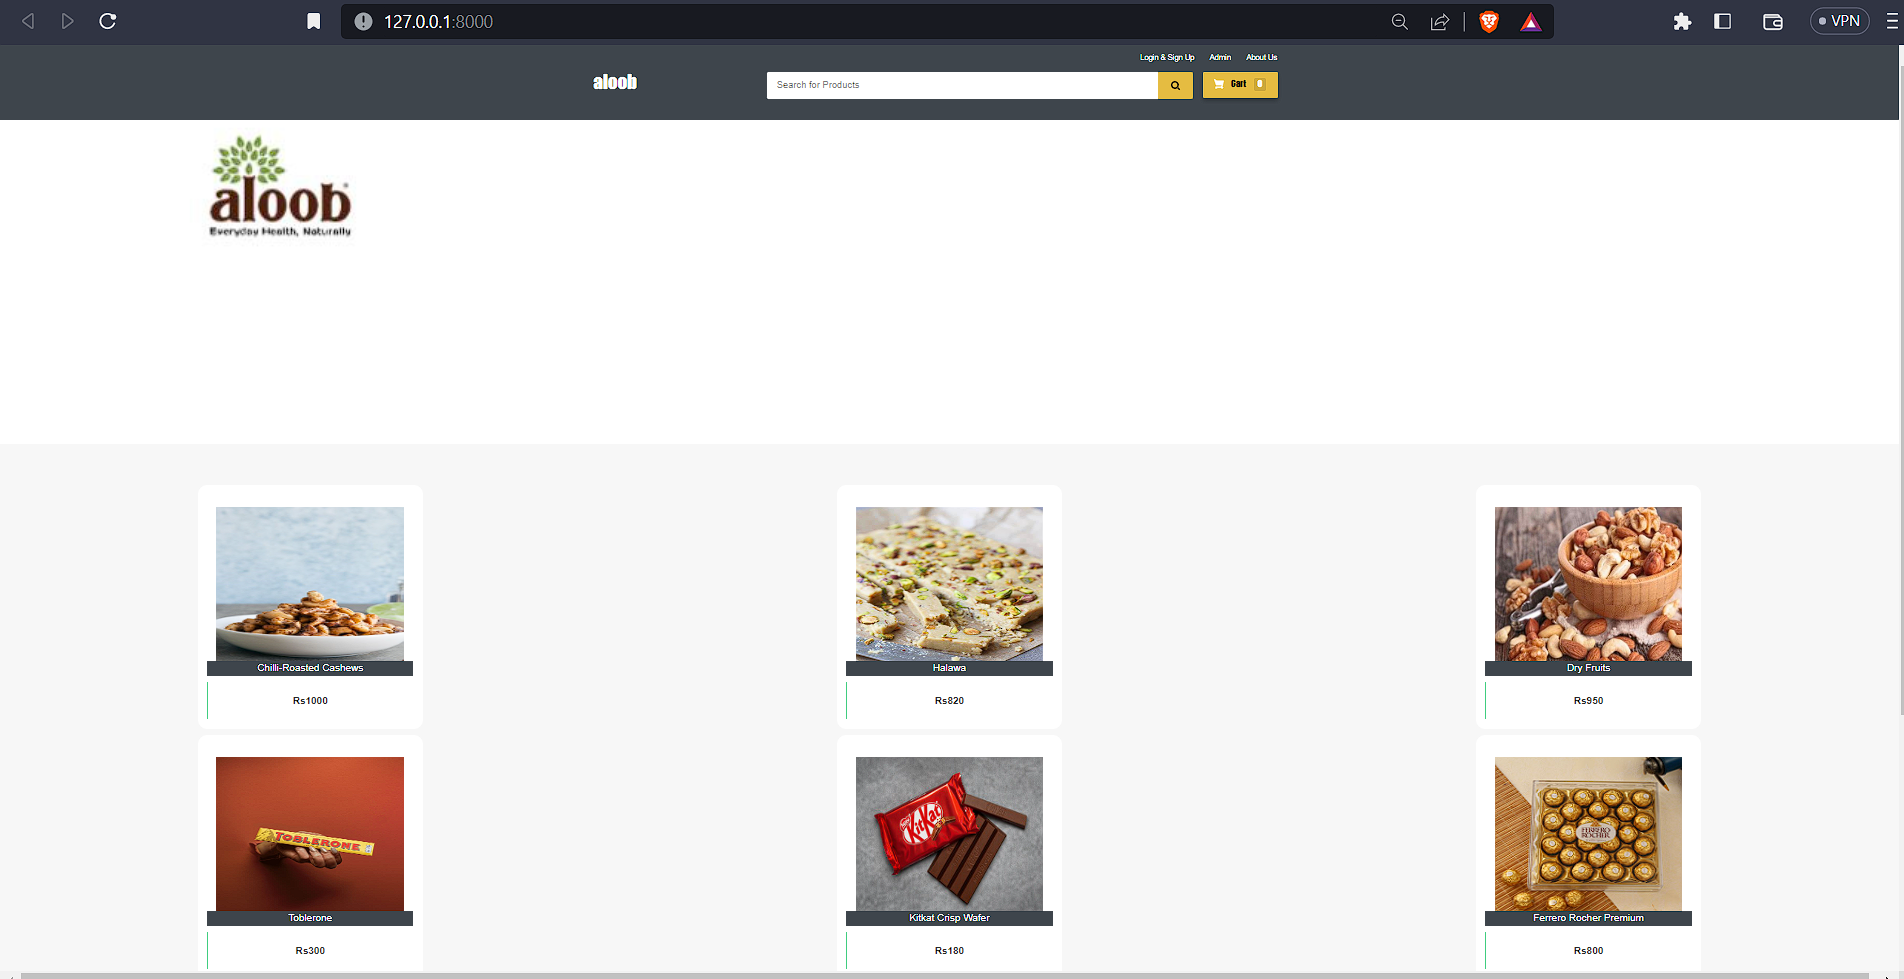 127.0.0.1:8000
VPN
Login & Sign Up Admin About Us
aloob
Search for Products
Cart 0
aloob
Everyday Health, Naturally
Chilli-Roasted Cashews
Rs1000
Halawa
Rs820
Dry Fruits
Rs950
TOBLERONE
Toblerone
Rs300
KitKat
Kitkat Crisp Wafer
Rs180
FERRERO
ROCHER
Ferrero Rocher Premium
Rs800